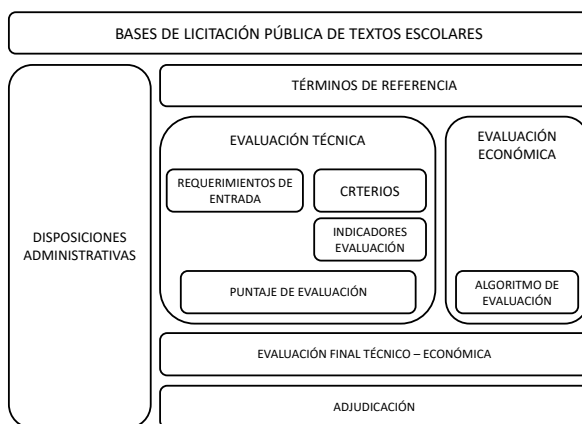 BASES DE LICITACIÓN PÚBLICA DE TEXTOS ESCOLARES
DISPOSICIONES
ADMINISTRATIVAS
TÉRMINOS DE REFERENCIA
EVALUACIÓN TÉCNICA
REQUERIMIENTOS DE
ENTRADA
CRTERIOS
INDICADORES
EVALUACIÓN
PUNTAJE DE EVALUACIÓN
EVALUACIÓN
ECONÓMICA
ALGORITMO DE
EVALUACIÓN
EVALUACIÓN FINAL TÉCNICO – ECONÓMICA
ADJUDICACIÓN